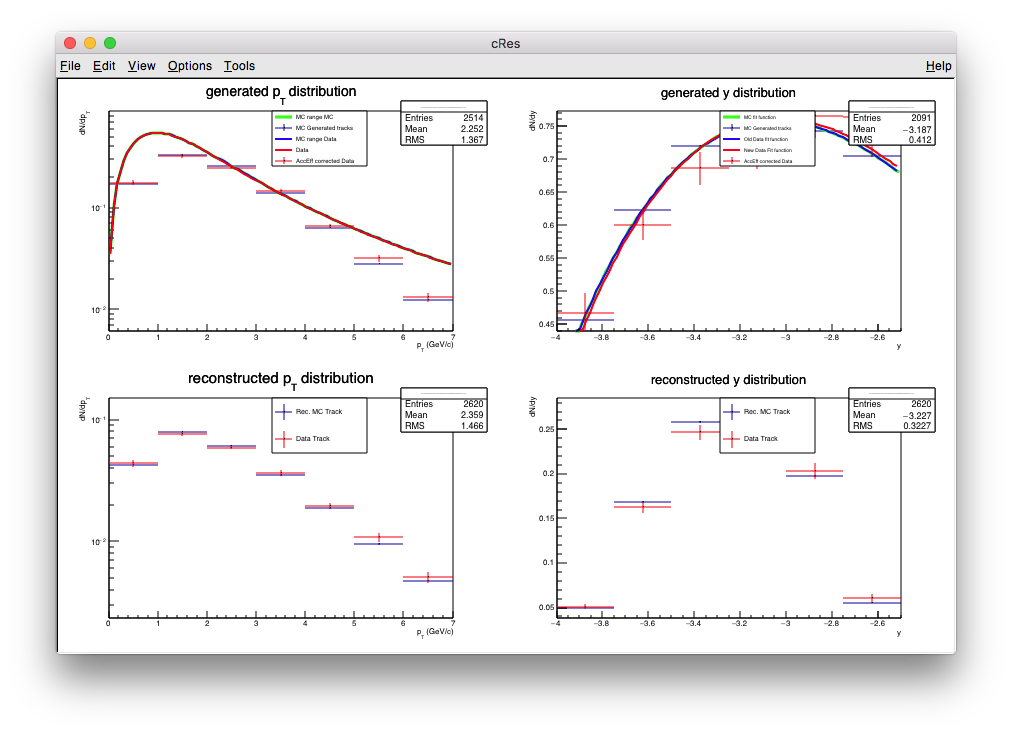 cRes
File Edit View Options Tools Help
generated pT distribution
dN/dpT
MC range MC
MC Generated tracks
MC range Data
Data
AccEff corrected Data
Entries 2514
Mean 2.252
RMS 1.367
10⁻¹
10⁻²
0 1 2 3 4 5 6 7
pT (GeV/c)
generated y distribution
dN/dy
MC fit function
MC Generated tracks
Old Data fit function
New Data Fit function
AccEff corrected Data
Entries 2091
Mean −3.187
RMS 0.412
0.75
0.7
0.65
0.6
0.55
0.5
0.45
−4 −3.8 −3.6 −3.4 −3.2 −3 −2.8 −2.6
y
reconstructed pT distribution
dN/dpT
Rec. MC Track
Data Track
Entries 2620
Mean 2.359
RMS 1.466
10⁻¹
10⁻²
0 1 2 3 4 5 6 7
pT (GeV/c)
reconstructed y distribution
dN/dy
Rec. MC Track
Data Track
Entries 2620
Mean −3.227
RMS 0.3227
0.25
0.2
0.15
0.1
0.05
−4 −3.8 −3.6 −3.4 −3.2 −3 −2.8 −2.6
y